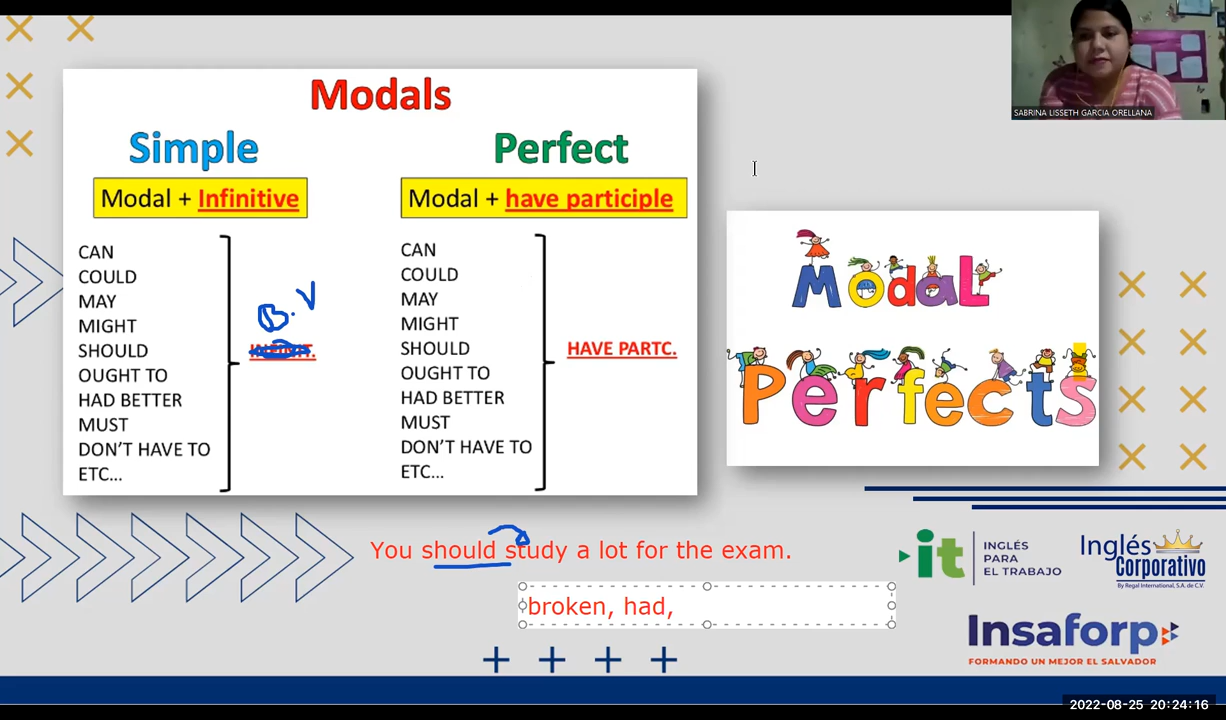 SABRINA LISSETH GARCIA ORELLANA
Modals
Simple
Perfect
Modal + Infinitive
Modal + have participle
CAN
COULD
MAY
MIGHT
SHOULD
OUGHT TO
HAD BETTER
MUST
DON'T HAVE TO
ETC...
B.V
INFINIT.
CAN
COULD
MAY
MIGHT
SHOULD
OUGHT TO
HAD BETTER
MUST
DON'T HAVE TO
ETC...
HAVE PARTC.
Modal
Perfects
You should study a lot for the exam.
broken, had,
it
INGLÉS
PARA
EL TRABAJO
Inglés
Corporativo
By Regal International, S.A. de C.V.
Insaforp
FORMANDO UN MEJOR EL SALVADOR
2022-08-25 20:24:16